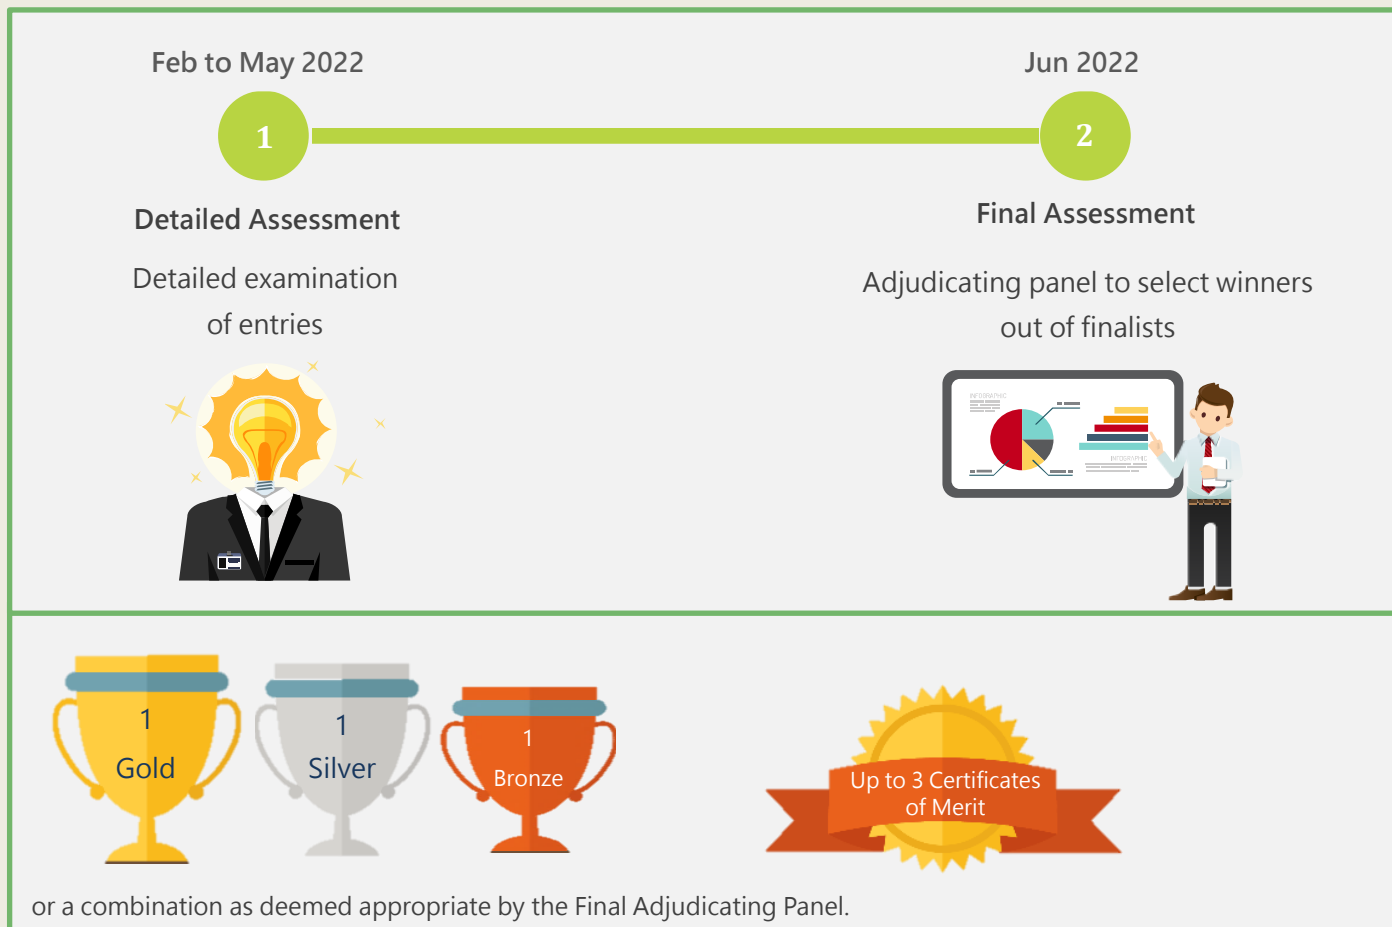 Feb to May 2022
Jun 2022
1
2
Detailed Assessment
Final Assessment
Detailed examination
of entries
Adjudicating panel to select winners
out of finalists
INFOGRAPHIC
INFOGRAPHIC
1
Gold
1
Silver
1
Bronze
Up to 3 Certificates
of Merit
or a combination as deemed appropriate by the Final Adjudicating Panel.